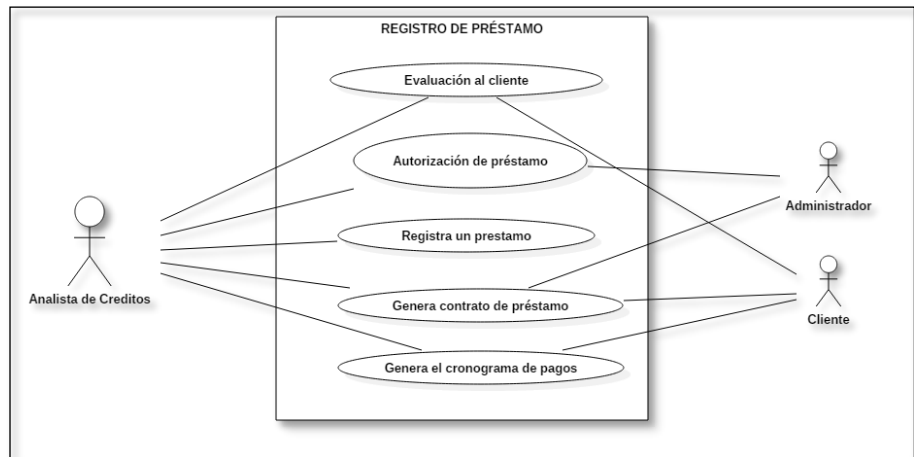 REGISTRO DE PRÉSTAMO
Evaluación al cliente
Autorización de préstamo
Administrador
Registra un prestamo
Analista de Creditos
Genera contrato de préstamo
Cliente
Genera el cronograma de pagos